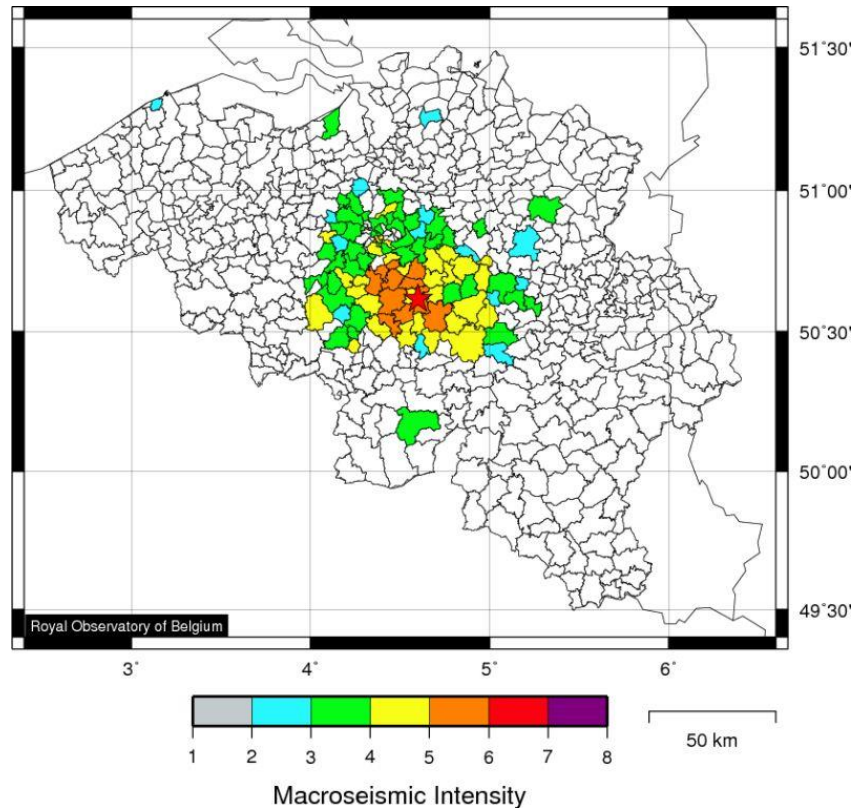 51˚30'
51˚00'
50˚30'
50˚00'
49˚30'
Royal Observatory of Belgium
3˚ 4˚ 5˚ 6˚
1 2 3 4 5 6 7 8
50 km
Macroseismic Intensity